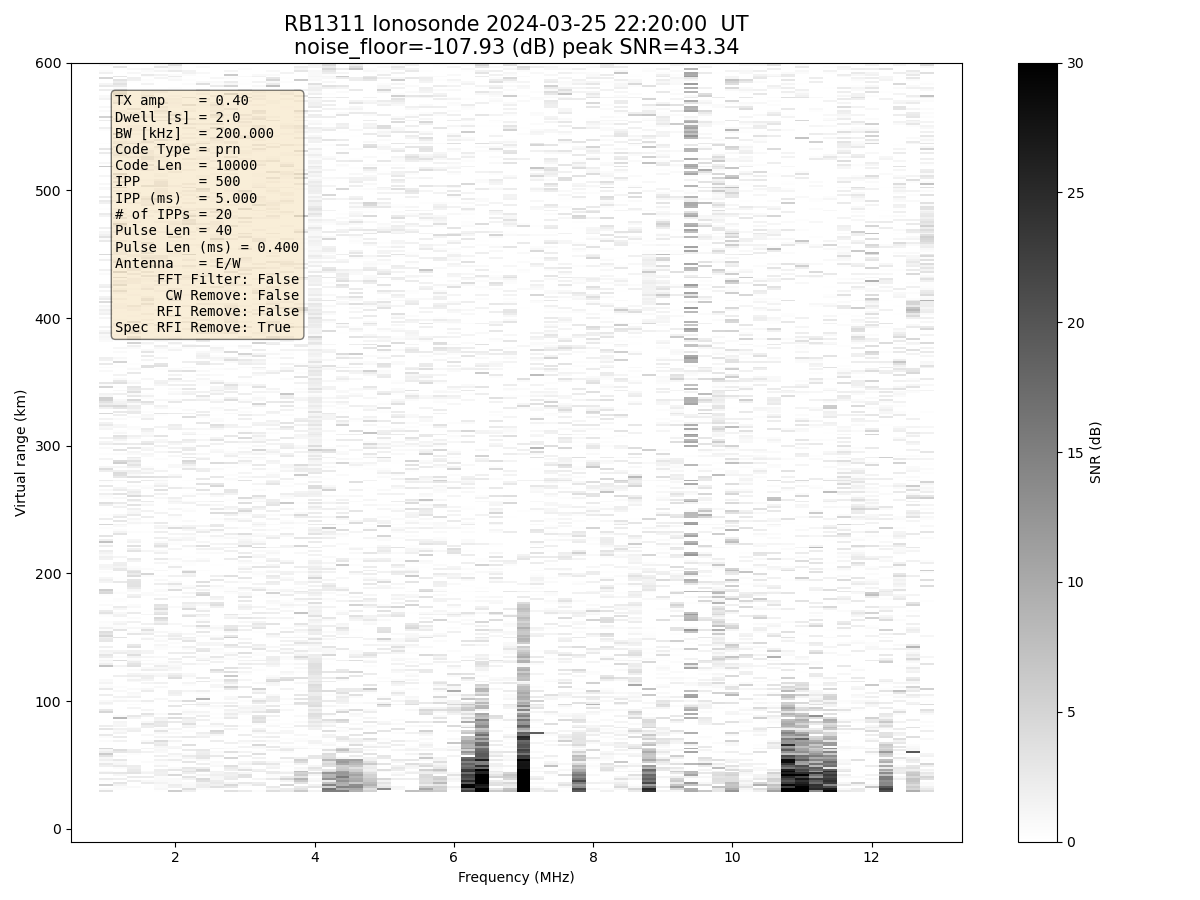 RB1311 Ionosonde 2024-03-25 22:20:00  UT
noise_floor=-107.93 (dB) peak SNR=43.34
600
500
400
300
200
100
0
Virtual range (km)
TX amp    = 0.40
Dwell [s] = 2.0
BW [kHz]  = 200.000
Code Type = prn
Code Len  = 10000
IPP       = 500
IPP (ms)  = 5.000
# of IPPs = 20
Pulse Len = 40
Pulse Len (ms) = 0.400
Antenna   = E/W
FFT Filter: False
CW Remove: False
RFI Remove: False
Spec RFI Remove: True
2 4 6 8 10 12
Frequency (MHz)
30
25
20
15
10
5
0
SNR (dB)